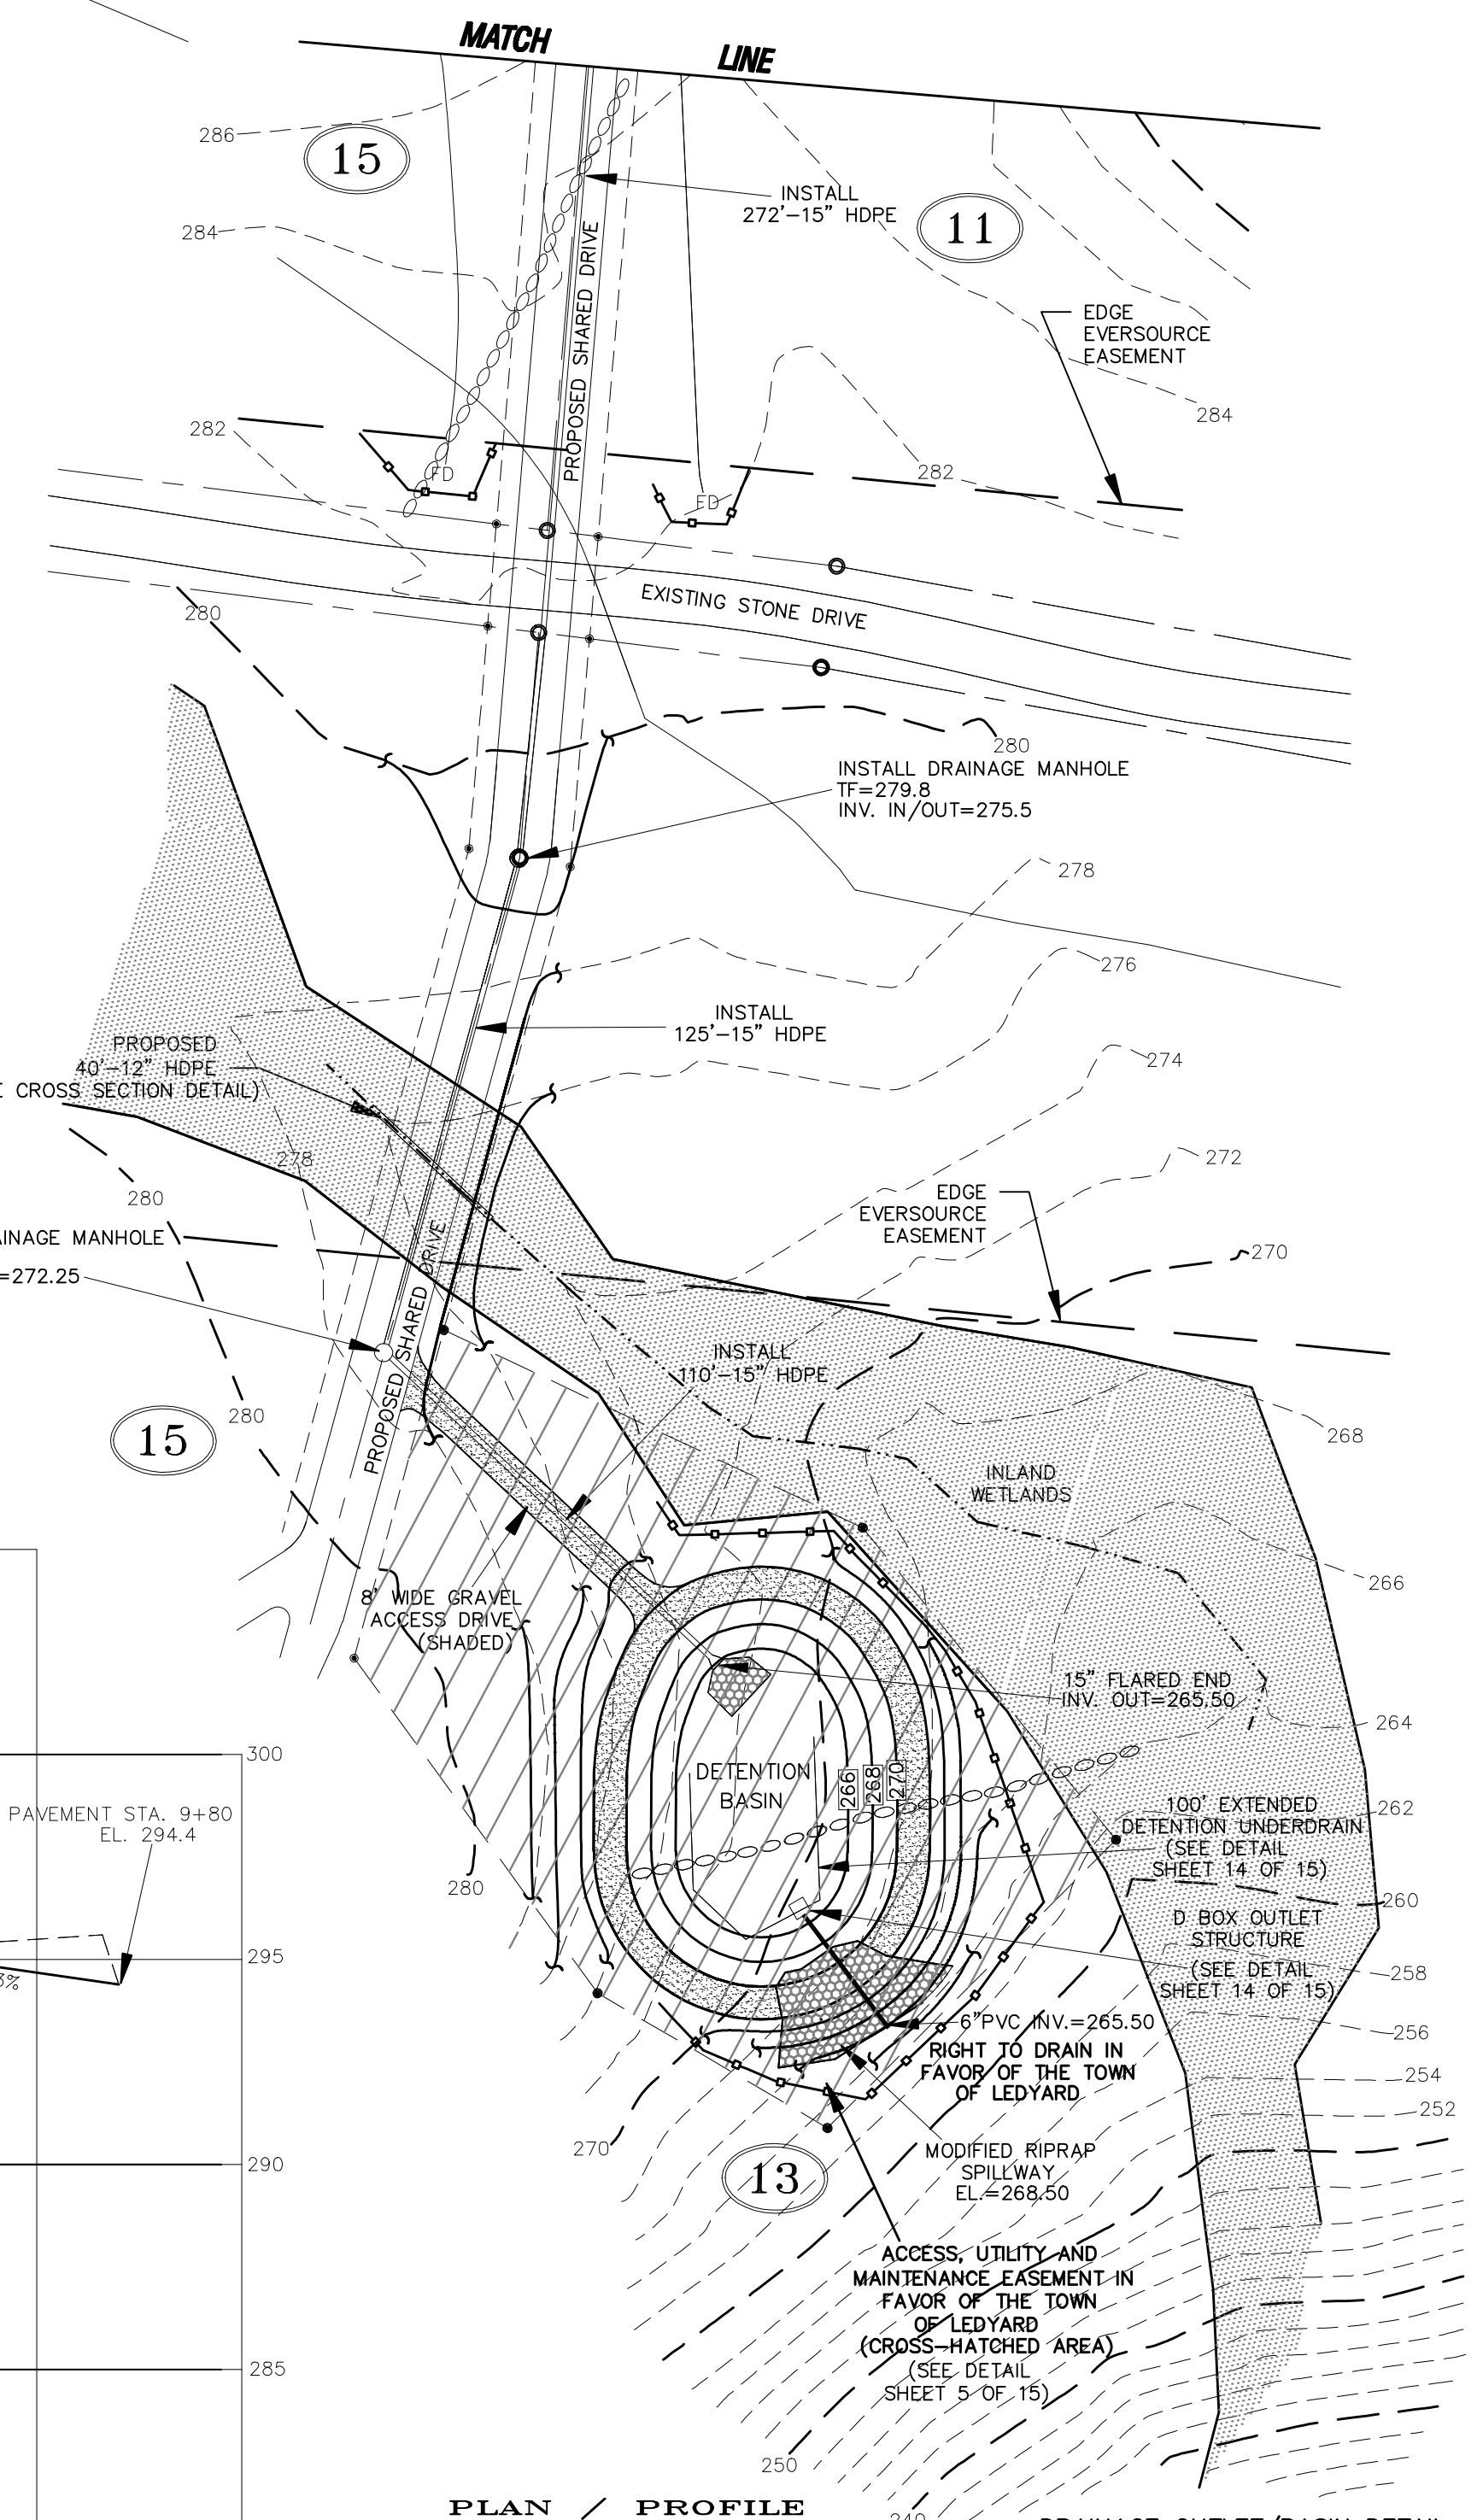 MATCH LINE
286
15
INSTALL
272'-15" HDPE
11
284
PROPOSED SHARED DRIVE
EDGE
EVERSOURCE
EASEMENT
284
282
FD
282
FD
EXISTING STONE DRIVE
280
280
INSTALL DRAINAGE MANHOLE
TF=279.8
INV. IN/OUT=275.5
278
276
INSTALL
125'-15" HDPE
PROPOSED
40'-12" HDPE
CROSS SECTION DETAIL)
274
278
272
280
EDGE
EVERSOURCE
EASEMENT
AINAGE MANHOLE
270
=272.25
PROPOSED SHARED DRIVE
INSTALL
110'-15" HDPE
280
15
268
INLAND
WETLANDS
266
8' WIDE GRAVEL
ACCESS DRIVE
(SHADED)
15" FLARED END
INV. OUT=265.50
264
300
DETENTION
BASIN
266
268
270
PAVEMENT STA. 9+80
EL. 294.4
100' EXTENDED
DETENTION UNDERDRAIN
(SEE DETAIL
SHEET 14 OF 15)
262
280
260
D BOX OUTLET
STRUCTURE
(SEE DETAIL
SHEET 14 OF 15)
295
258
6"PVC INV.=265.50
256
RIGHT TO DRAIN IN
FAVOR OF THE TOWN
OF LEDYARD
254
252
270
13
MODIFIED RIPRAP
SPILLWAY
EL.=268.50
290
ACCESS, UTILITY AND
MAINTENANCE EASEMENT IN
FAVOR OF THE TOWN
OF LEDYARD
(CROSS-HATCHED AREA)
(SEE DETAIL
SHEET 5 OF 15)
285
250
PLAN / PROFILE